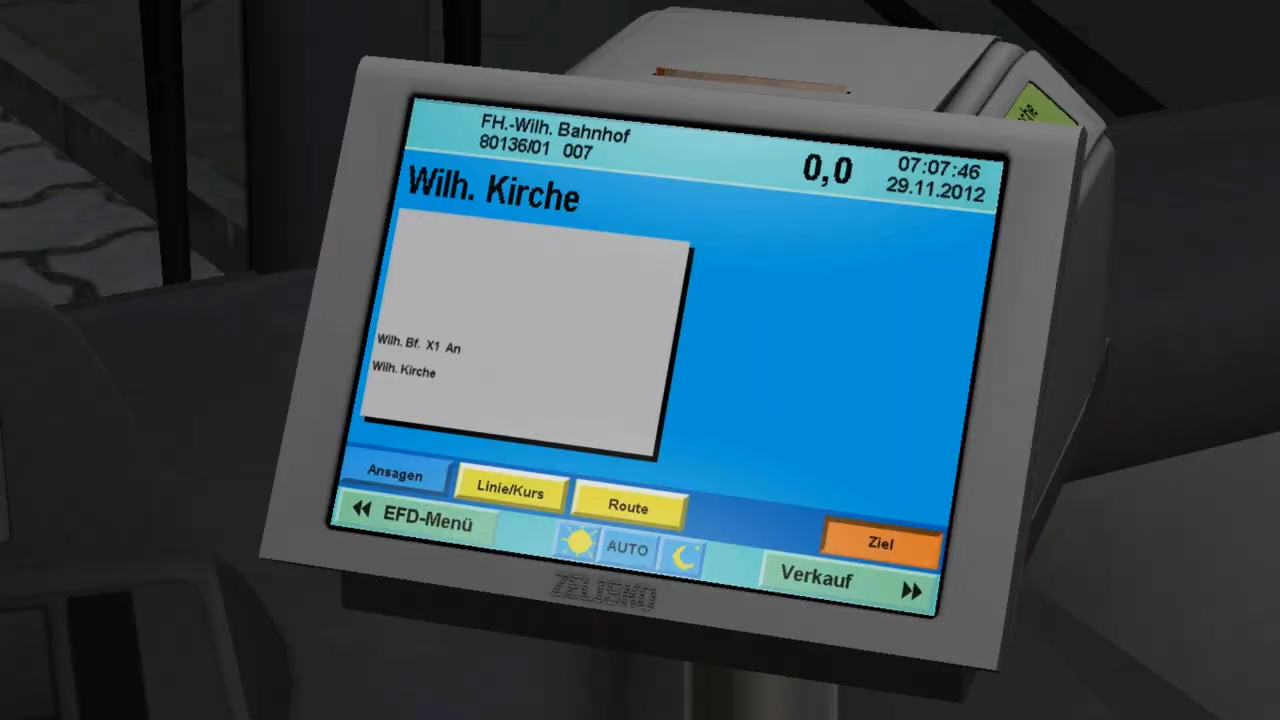 FH.-Wilh. Bahnhof
80136/01 007
0,0
07:07:46
29.11.2012
Wilh. Kirche
Wilh. Bf. X1 An
Wilh. Kirche
Ansagen
Linie/Kurs
Route
Ziel
EFD-Menü
AUTO
Verkauf
ZELISKO